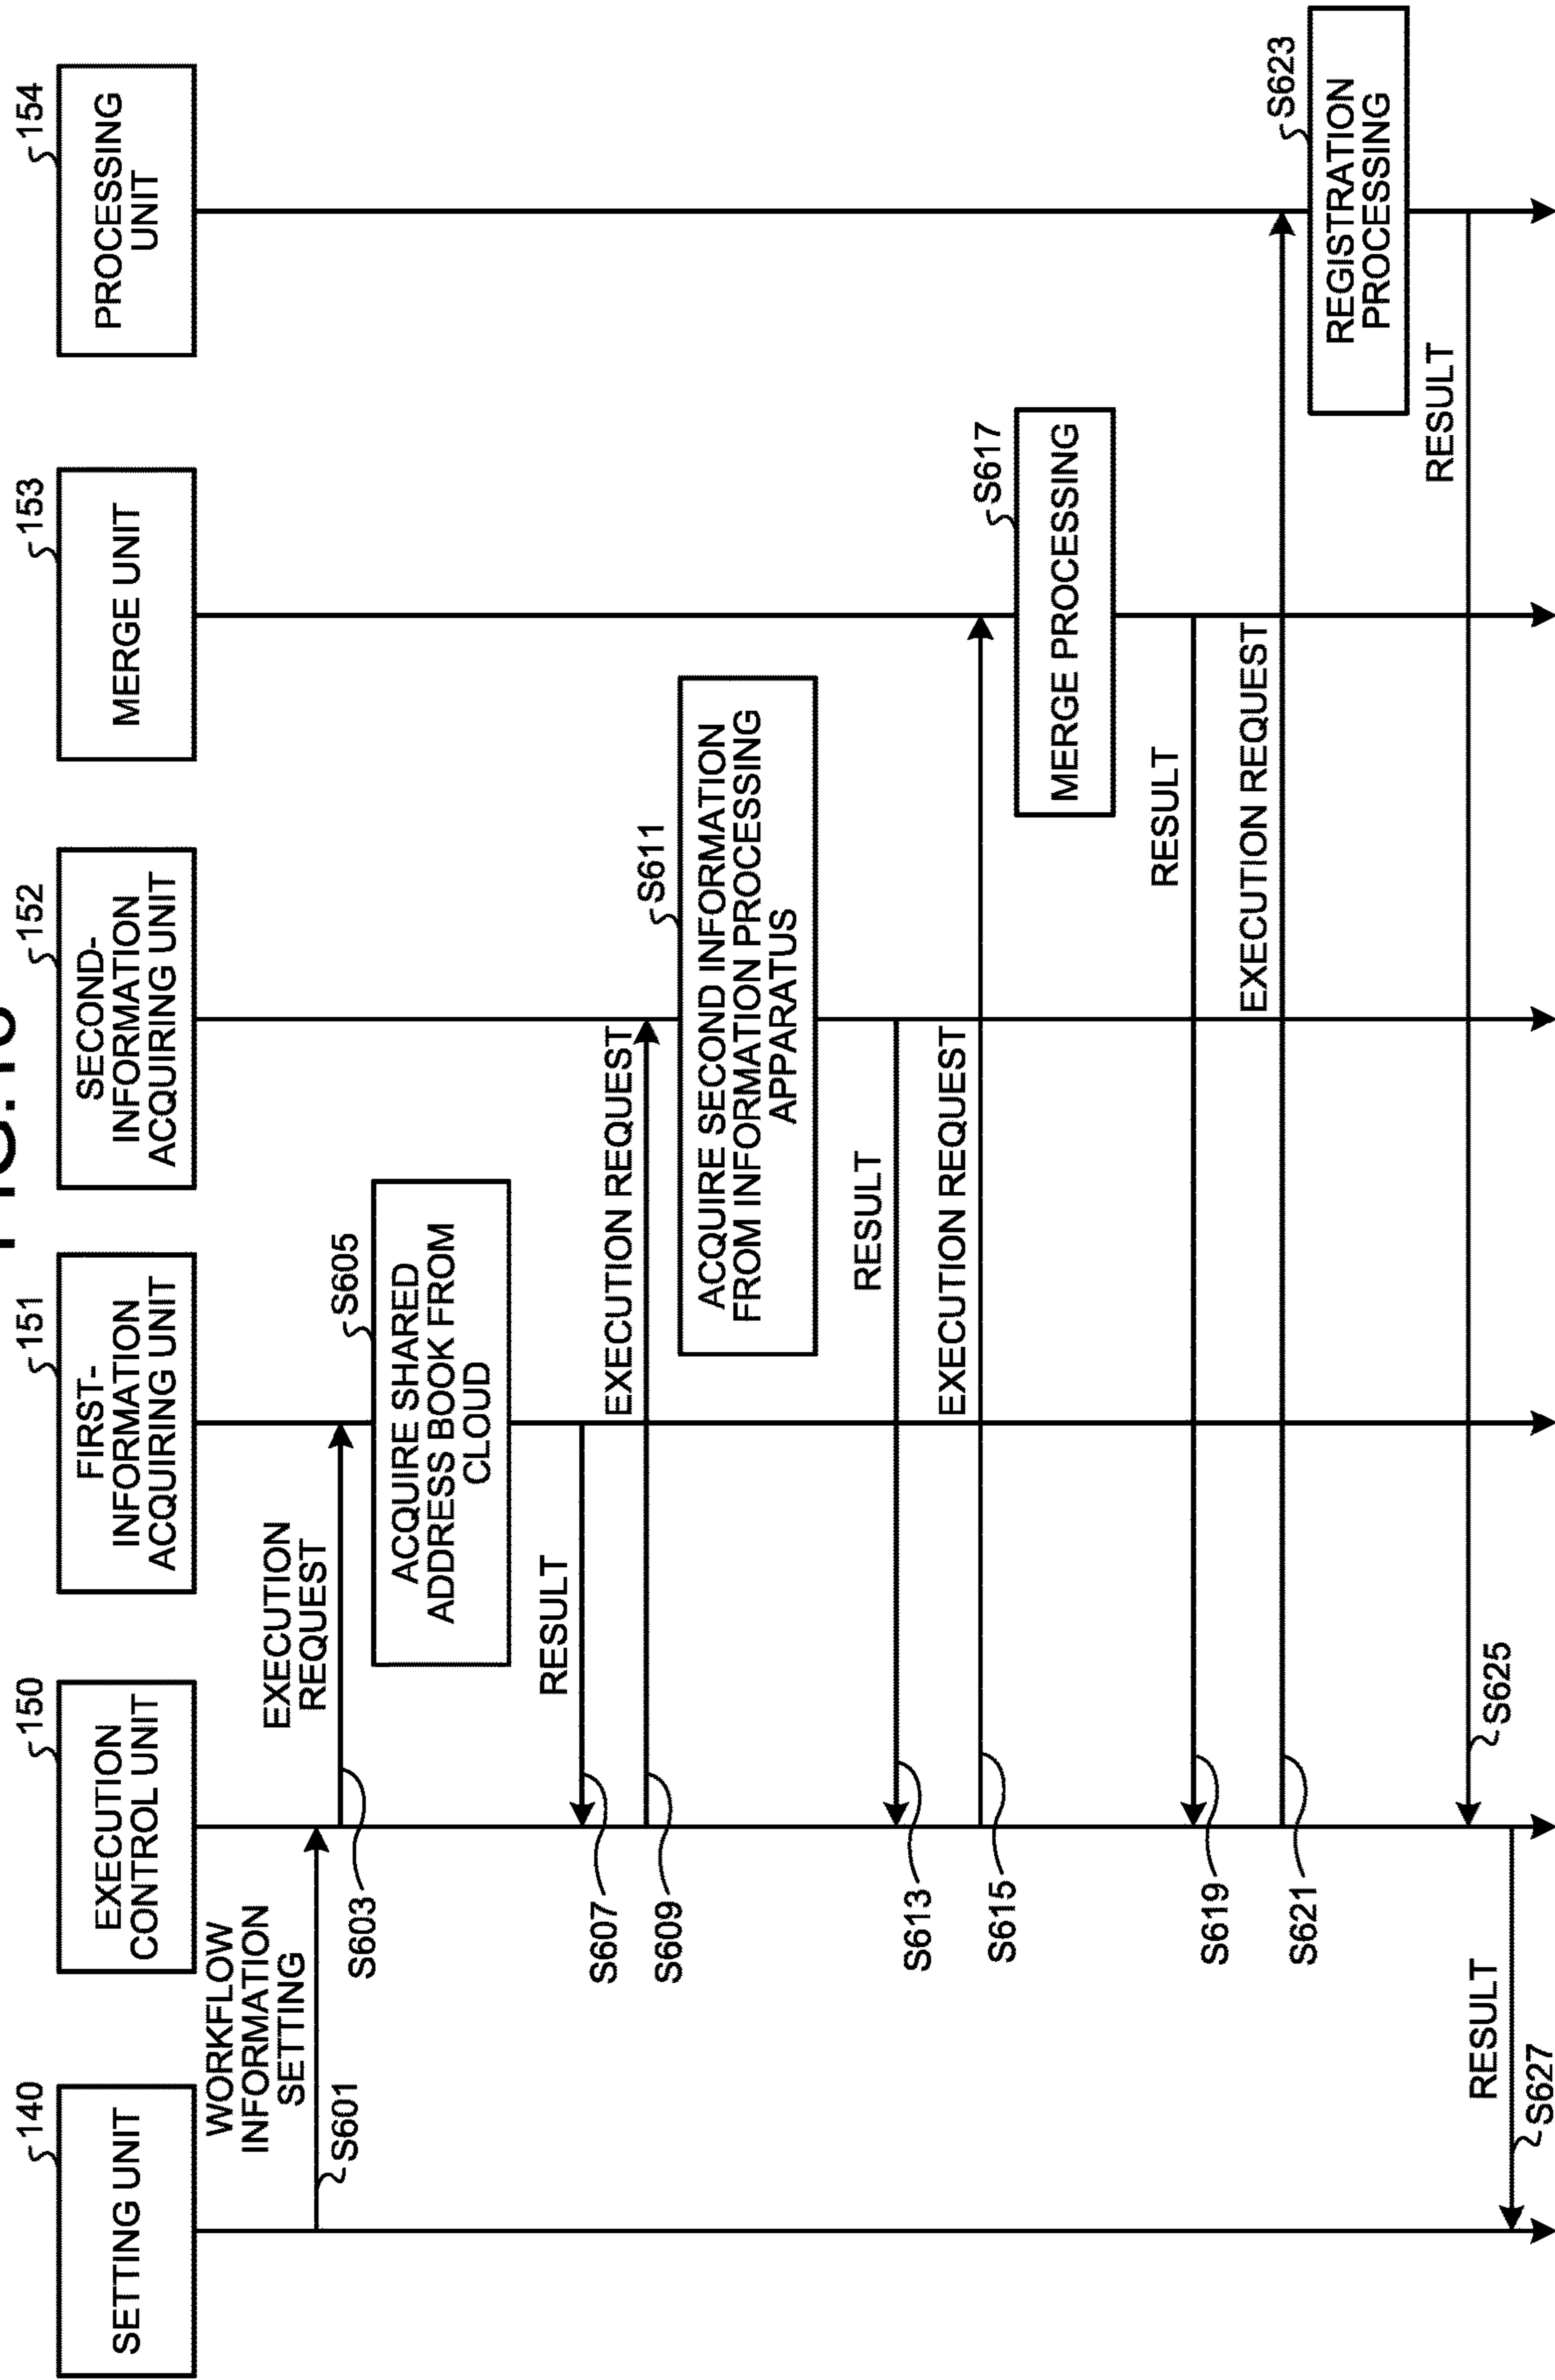 140
SETTING UNIT
150
EXECUTION
CONTROL UNIT
151
FIRST-
INFORMATION
ACQUIRING UNIT
152
SECOND-
INFORMATION
ACQUIRING UNIT
153
MERGE UNIT
154
PROCESSING
UNIT
WORKFLOW
INFORMATION
SETTING
S601
EXECUTION
REQUEST
S603
S605
ACQUIRE SHARED
ADDRESS BOOK FROM
CLOUD
RESULT
S607
EXECUTION REQUEST
S609
S611
ACQUIRE SECOND INFORMATION
FROM INFORMATION PROCESSING
APPARATUS
RESULT
S613
EXECUTION REQUEST
S615
S617
MERGE PROCESSING
RESULT
S619
EXECUTION REQUEST
S621
S623
REGISTRATION
PROCESSING
RESULT
S625
RESULT
S627